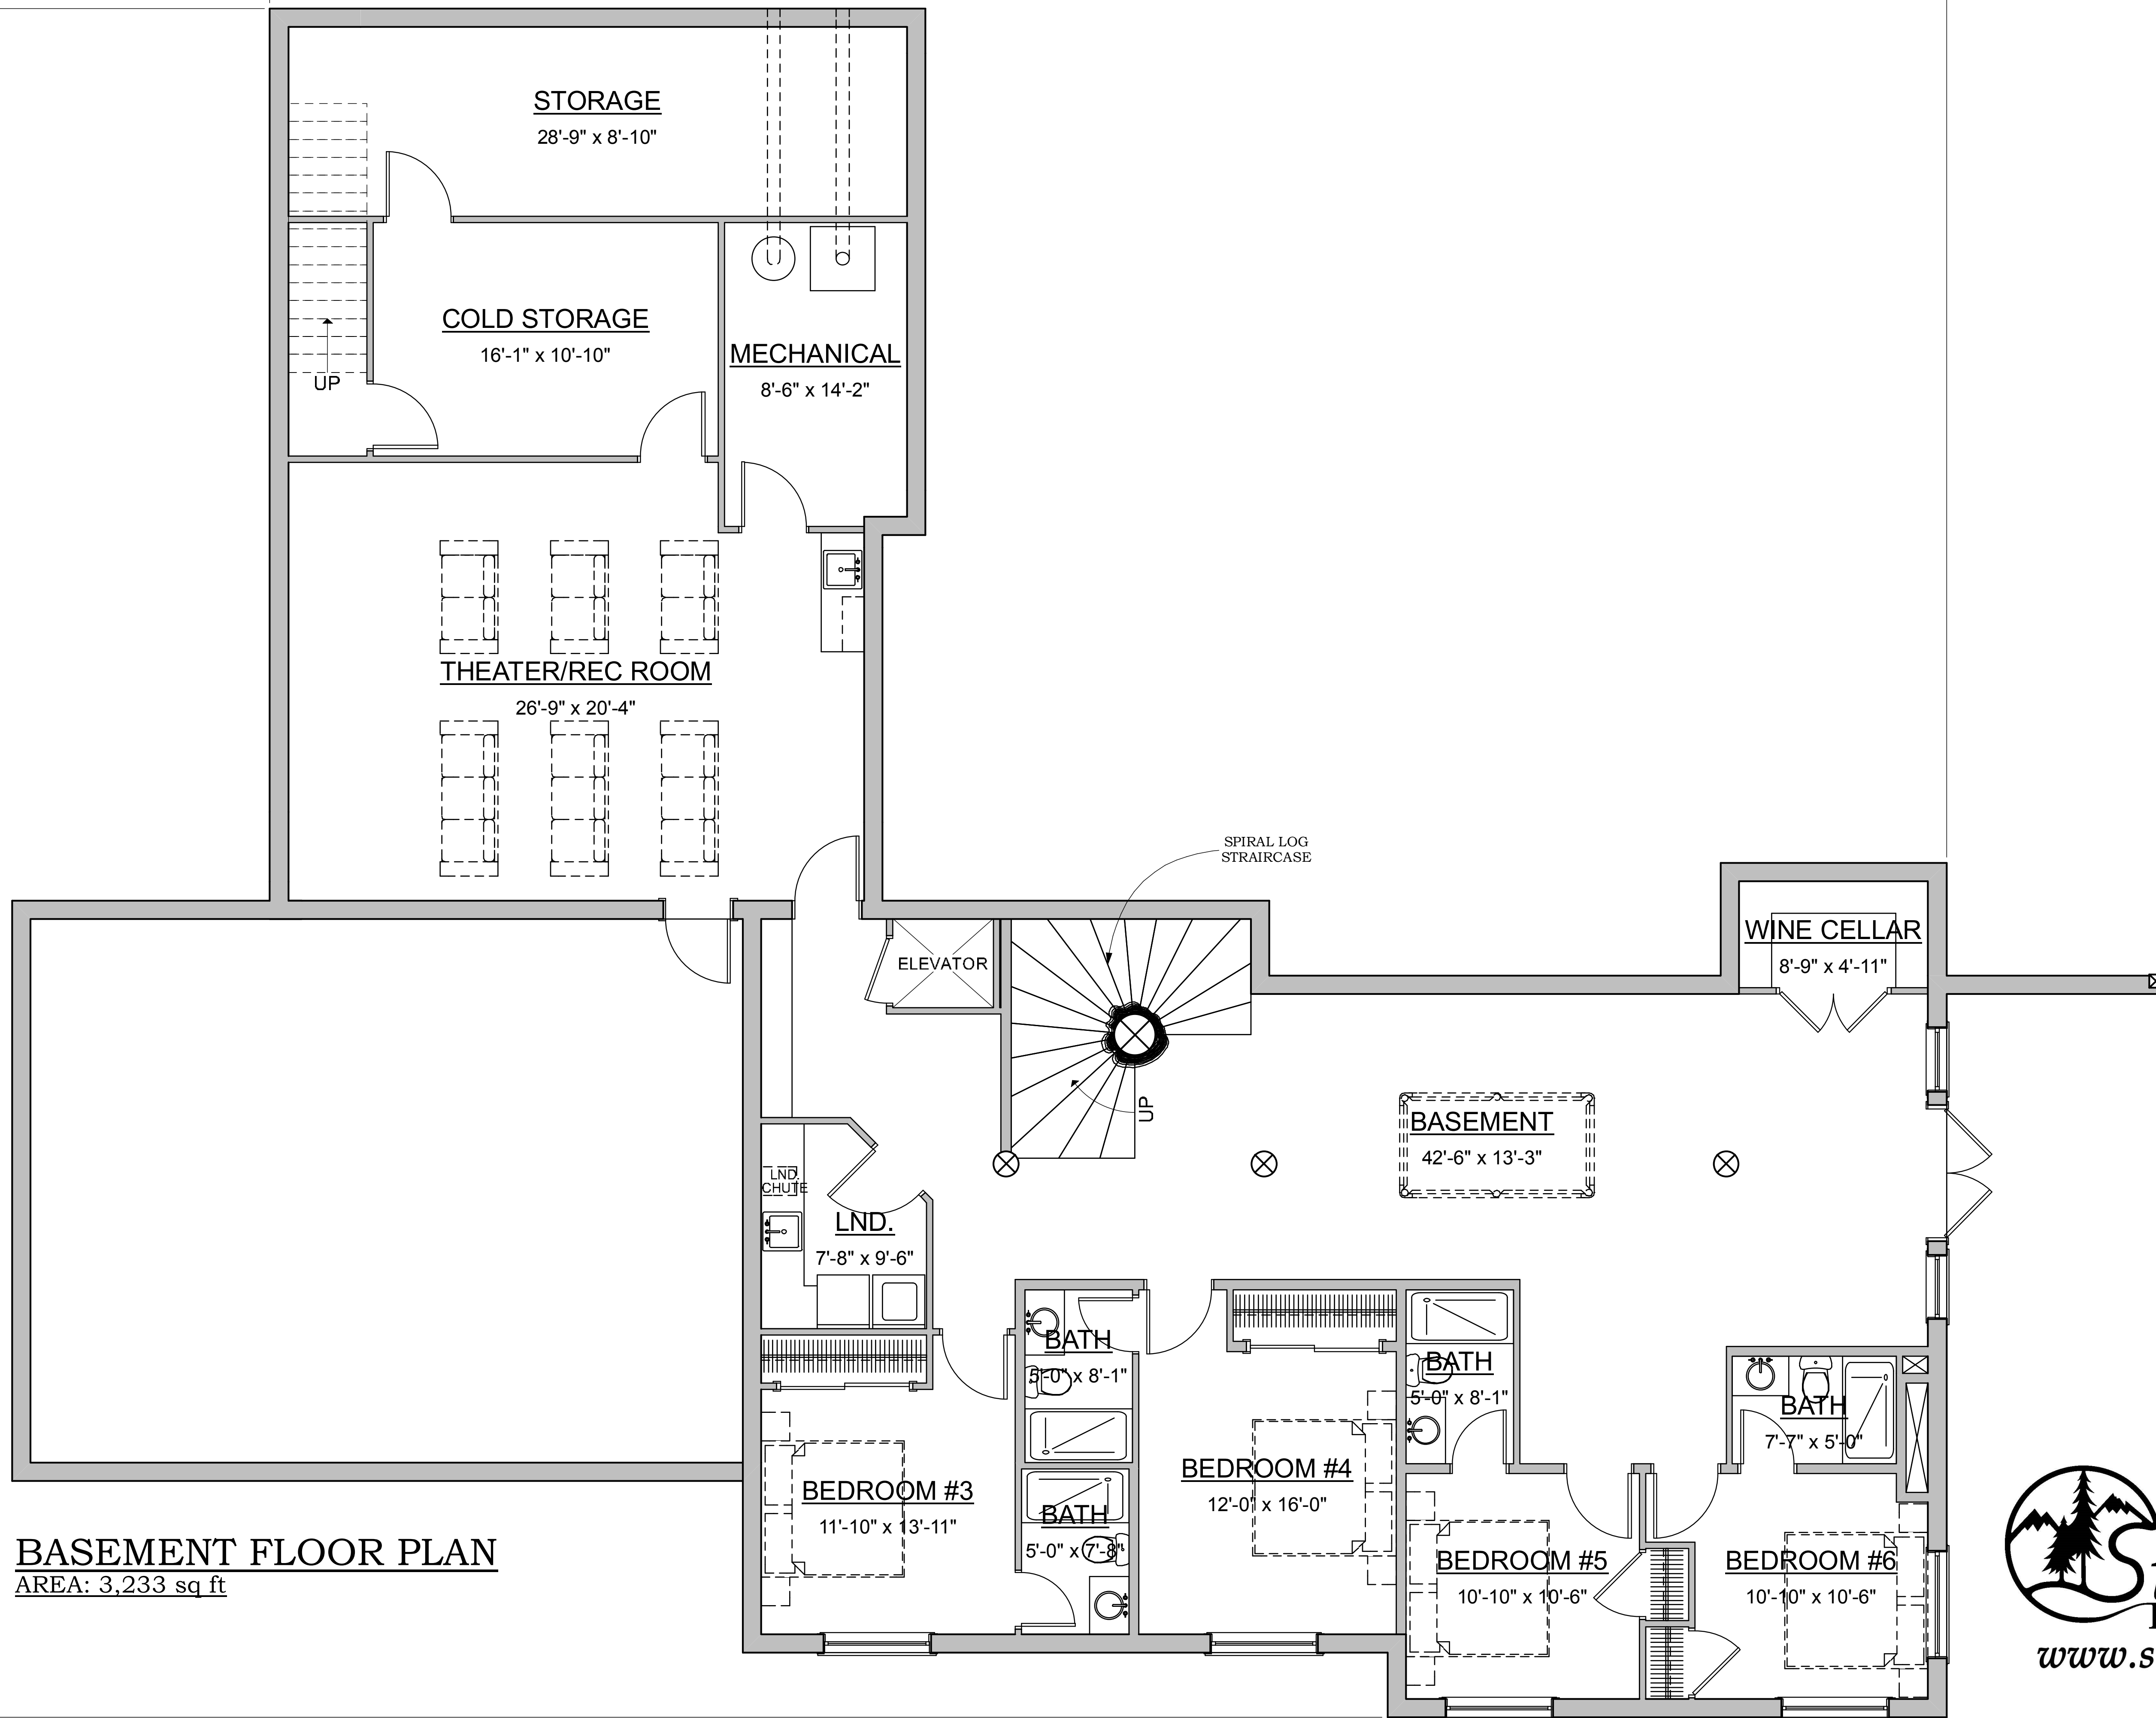 STORAGE
28'-9" x 8'-10"
COLD STORAGE
16'-1" x 10'-10"
MECHANICAL
8'-6" x 14'-2"
UP
THEATER/REC ROOM
26'-9" x 20'-4"
SPIRAL LOG
STRAIRCASE
ELEVATOR
WINE CELLAR
8'-9" x 4'-11"
UP
BASEMENT
42'-6" x 13'-3"
LND.
CHUTE
LND.
7'-8" x 9'-6"
BATH
5'-0" x 8'-1"
BATH
5'-0" x 8'-1"
BATH
7'-7" x 5'-0"
BEDROOM #3
11'-10" x 13'-11"
BATH
5'-0" x 7'-8"
BEDROOM #4
12'-0" x 16'-0"
BEDROOM #5
10'-10" x 10'-6"
BEDROOM #6
10'-10" x 10'-6"
BASEMENT FLOOR PLAN
AREA: 3,233 sq ft
www.s